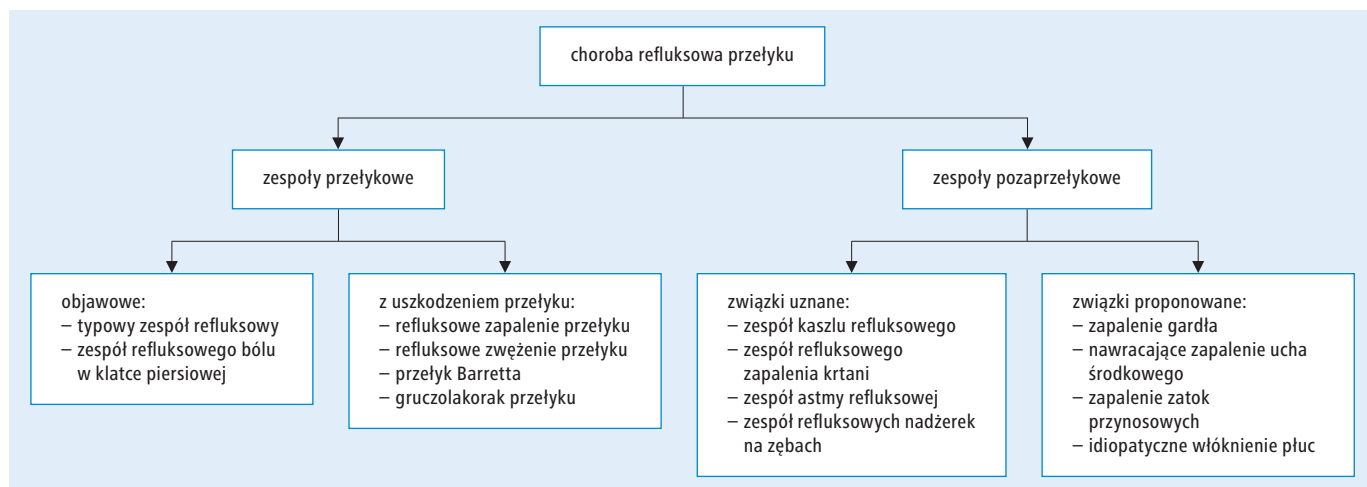 choroba refluksowa przełyku
zespoły przełykowe
zespoły pozaprzełykowe
objawowe:
– typowy zespół refluksowy
– zespół refluksowego bólu
w klatce piersiowej
z uszkodzeniem przełyku:
– refluksowe zapalenie przełyku
– refluksowe zwężenie przełyku
– przełyk Barretta
– gruczolakorak przełyku
związki uznane:
– zespół kaszlu refluksowego
– zespół refluksowego
zapalenia krtani
– zespół astmy refluksowej
– zespół refluksowych nadżerek
na zębach
związki proponowane:
– zapalenie gardła
– nawracające zapalenie ucha
środkowego
– zapalenie zatok
przynosowych
– idiopatyczne włóknienie płuc